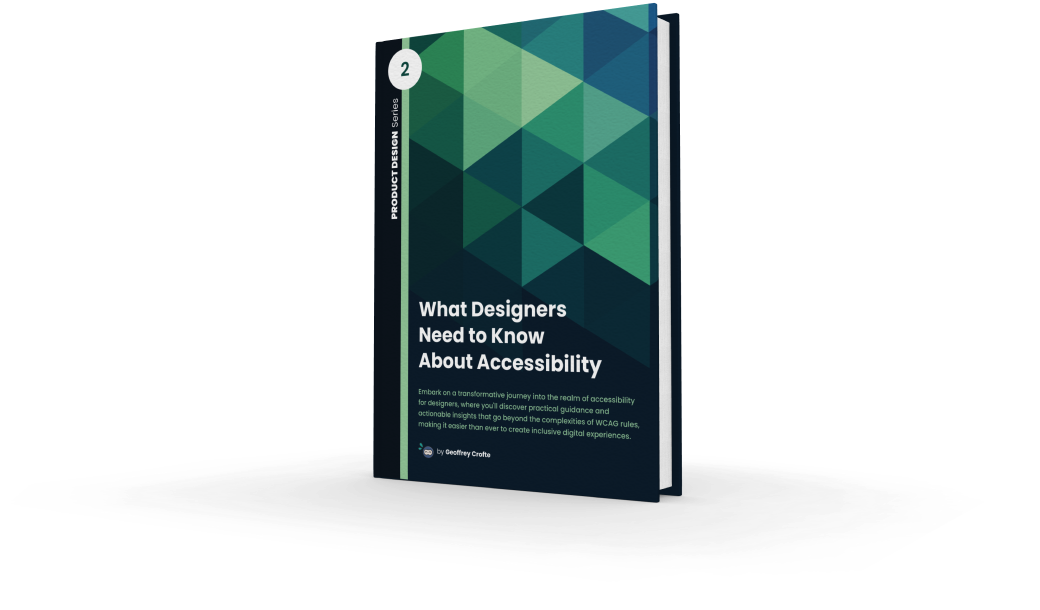 2
PRODUCT DESIGN Series
What Designers
Need to Know
About Accessibility
Embark on a transformative journey into the realm of accessibility
for designers, where you'll discover practical guidance and
actionable insights that go beyond the complexities of WCAG rules,
making it easier than ever to create inclusive digital experiences.
by Geoffrey Crofte